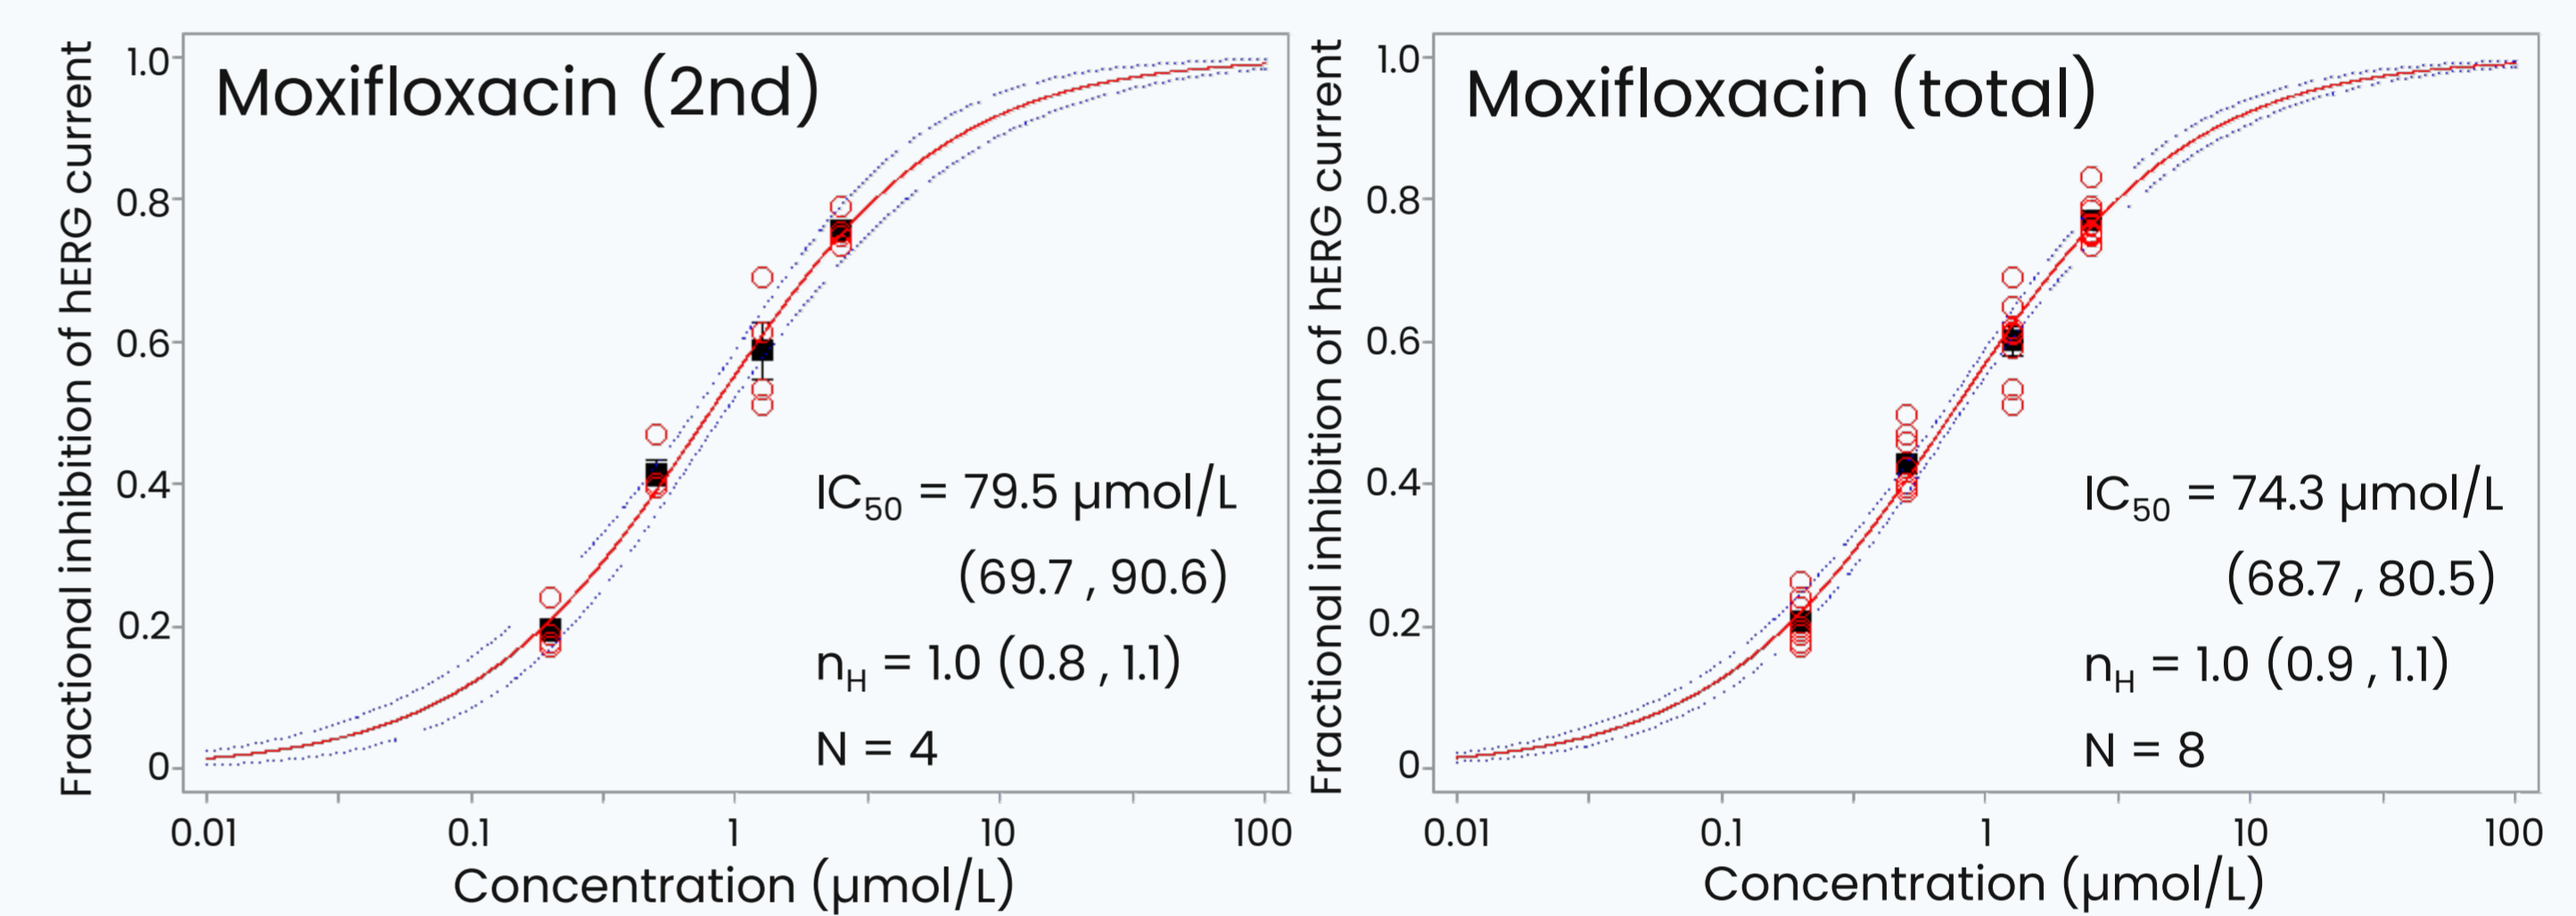 Moxifloxacin (2nd)
Fractional inhibition of hERG current
1.0
0.8
0.6
0.4
0.2
0
IC50 = 79.5 µmol/L
(69.7 , 90.6)
nH = 1.0 (0.8 , 1.1)
N = 4
0.01 0.1 1 10 100
Concentration (µmol/L)
Moxifloxacin (total)
Fractional inhibition of hERG current
1.0
0.8
0.6
0.4
0.2
0
IC50 = 74.3 µmol/L
(68.7 , 80.5)
nH = 1.0 (0.9 , 1.1)
N = 8
0.01 0.1 1 10 100
Concentration (µmol/L)